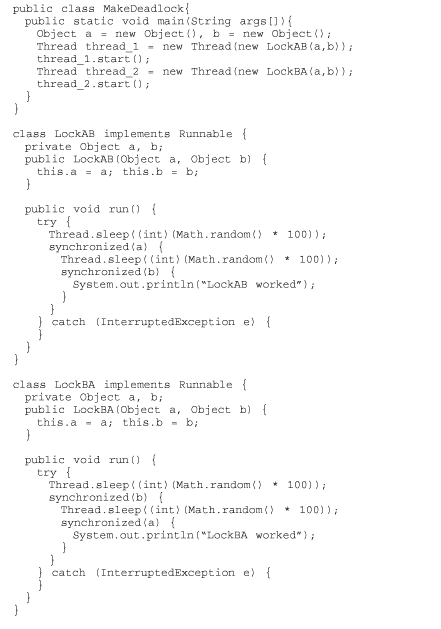 public class MakeDeadlock{
  public static void main(String args[]){
    Object a = new Object(), b = new Object();
    Thread thread_1 = new Thread(new LockAB(a,b));
    thread_1.start();
    Thread thread_2 = new Thread(new LockBA(a,b));
    thread_2.start();
  }
}

class LockAB implements Runnable {
  private Object a, b;
  public LockAB(Object a, Object b) {
    this.a = a; this.b = b;
  }

  public void run() {
    try {
      Thread.sleep((int)(Math.random() * 100));
      synchronized(a) {
        Thread.sleep((int)(Math.random() * 100));
        synchronized(b) {
          System.out.println(“LockAB worked”);
        }
      }
    } catch (InterruptedException e) {
    }
  }
}

class LockBA implements Runnable {
  private Object a, b;
  public LockBA(Object a, Object b) {
    this.a = a; this.b = b;
  }

  public void run() {
    try {
      Thread.sleep((int)(Math.random() * 100));
      synchronized(b) {
        Thread.sleep((int)(Math.random() * 100));
        synchronized(a) {
          System.out.println(“LockBA worked”);
        }
      }
    } catch (InterruptedException e) {
    }
  }
}